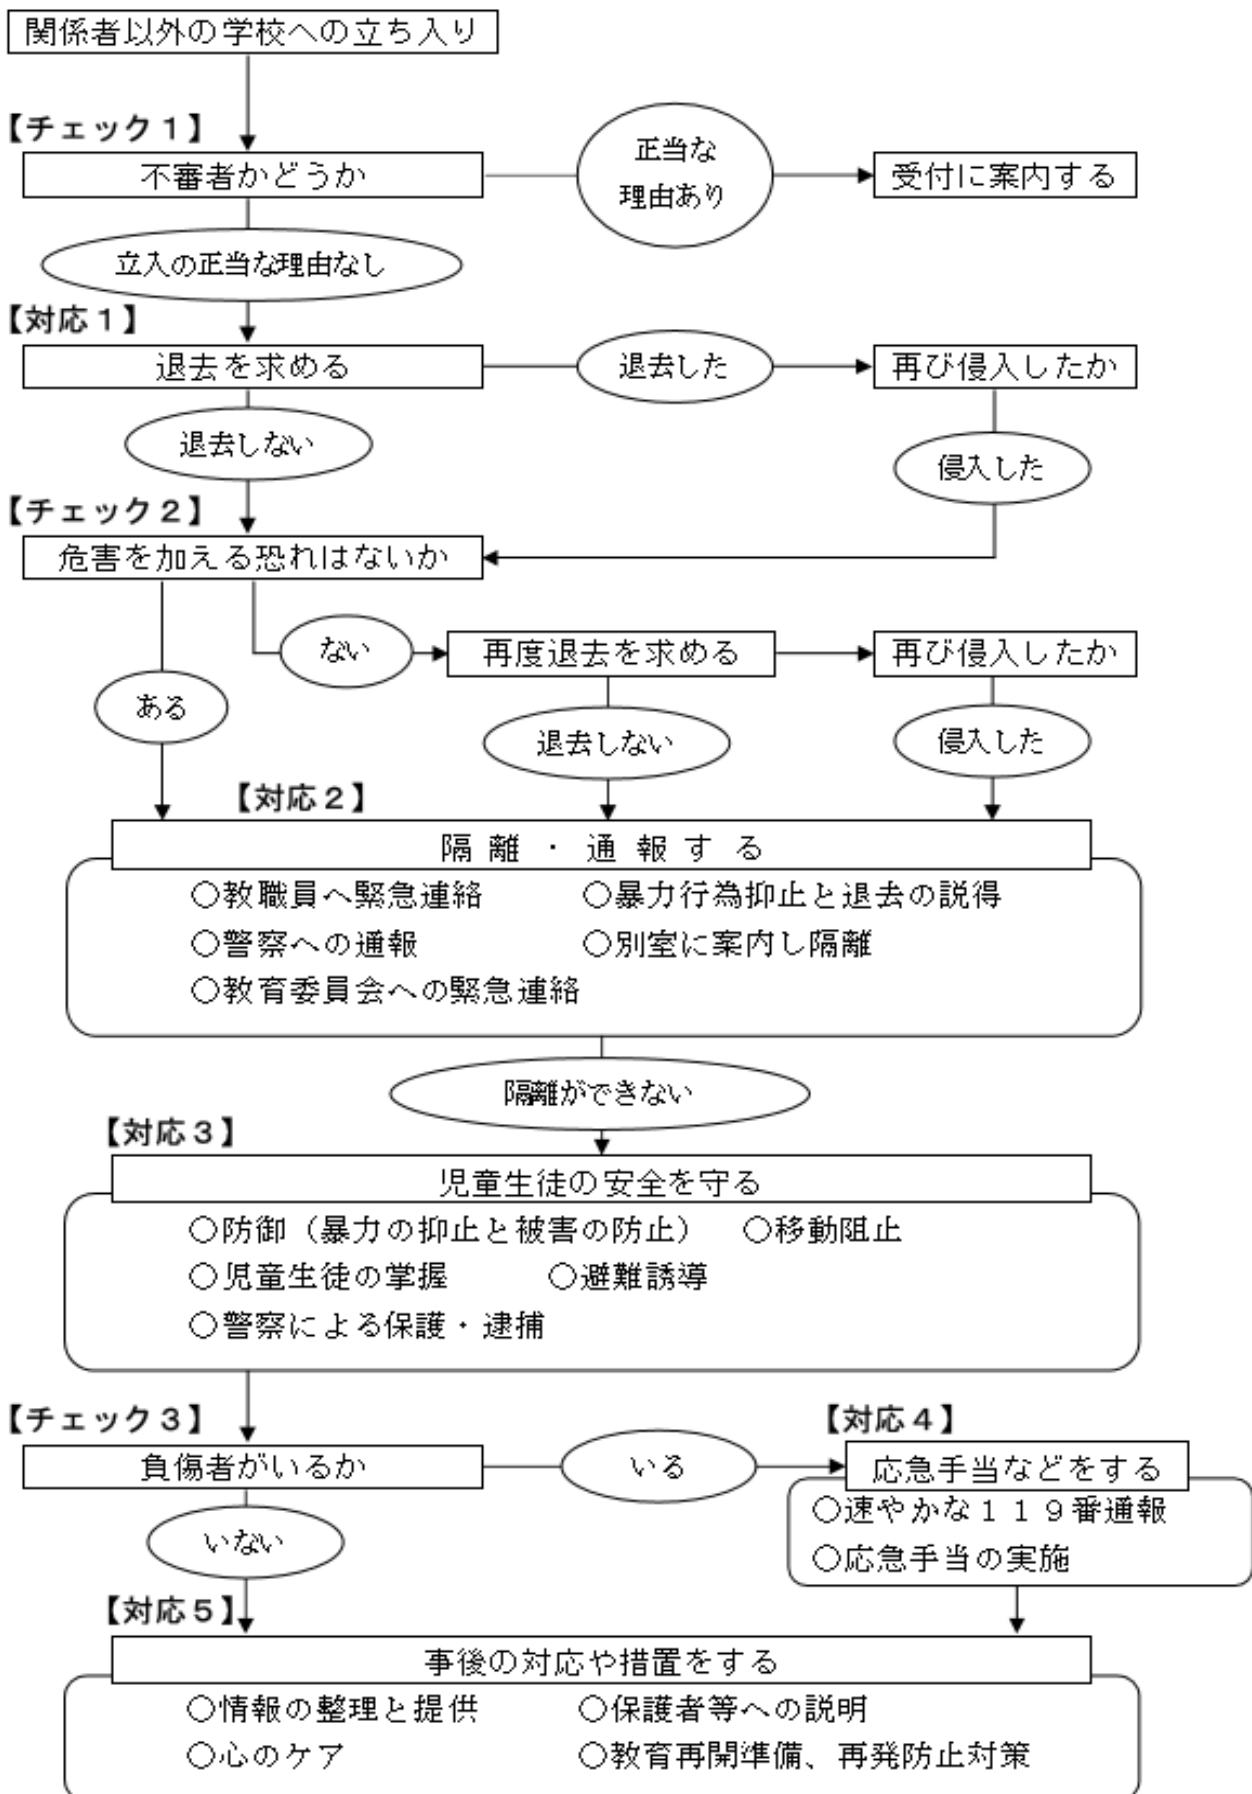 関係者以外の学校への立ち入り
【チェック１】
不審者かどうか
正当な
理由あり
受付に案内する
立入の正当な理由なし
【対応１】
退去を求める
退去した
再び侵入したか
退去しない
侵入した
【チェック２】
危害を加える恐れはないか
ない
再度退去を求める
再び侵入したか
ある
退去しない
侵入した
【対応２】
隔離・通報する
○教職員へ緊急連絡　○暴力行為抑止と退去の説得
○警察への通報　○別室に案内し隔離
○教育委員会への緊急連絡
隔離ができない
【対応３】
児童生徒の安全を守る
○防御（暴力の抑止と被害の防止）　○移動阻止
○児童生徒の掌握　○避難誘導
○警察による保護・逮捕
【チェック３】
負傷者がいるか
いる
【対応４】
応急手当などをする
○速やかな１１９番通報
○応急手当の実施
いない
【対応５】
事後の対応や措置をする
○情報の整理と提供　○保護者等への説明
○心のケア　○教育再開準備、再発防止対策